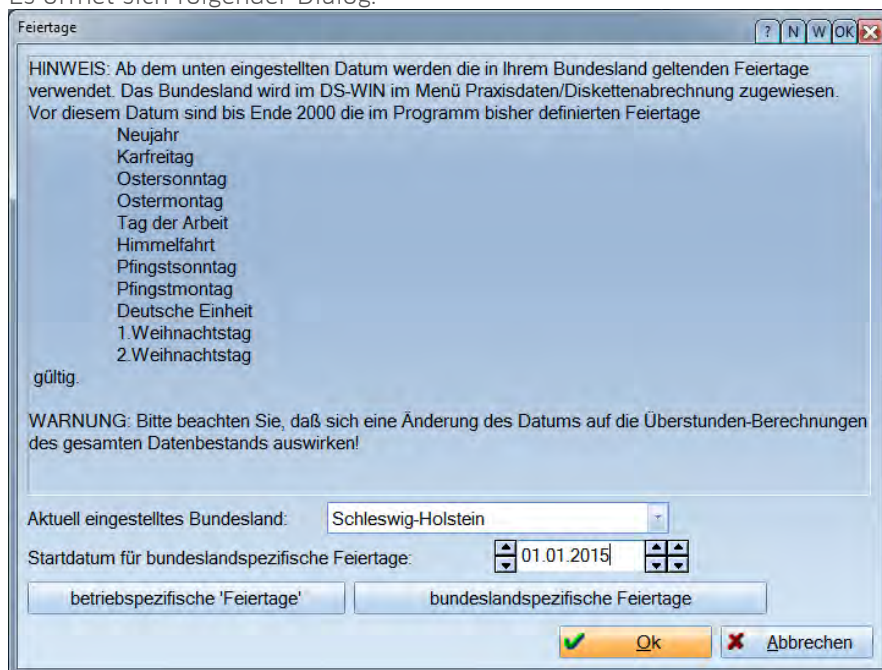 Es öffnet sich folgender Dialog:
Feiertage
? N W OK
HINWEIS: Ab dem unten eingestellten Datum werden die in Ihrem Bundesland geltenden Feiertage
verwendet. Das Bundesland wird im DS-WIN im Menü Praxisdaten/Diskettenabrechnung zugewiesen.
Vor diesem Datum sind bis Ende 2000 die im Programm bisher definierten Feiertage
Neujahr
Karfreitag
Ostersonntag
Ostermontag
Tag der Arbeit
Himmelfahrt
Pfingstsonntag
Pfingstmontag
Deutsche Einheit
1.Weihnachtstag
2.Weihnachtstag
gültig.
WARNUNG: Bitte beachten Sie, daß sich eine Änderung des Datums auf die Überstunden-Berechnungen
des gesamten Datenbestands auswirken!
Aktuell eingestelltes Bundesland: Schleswig-Holstein
Startdatum für bundeslandspezifische Feiertage: 01.01.2015
betriebspezifische 'Feiertage' bundeslandspezifische Feiertage
Ok Abbrechen